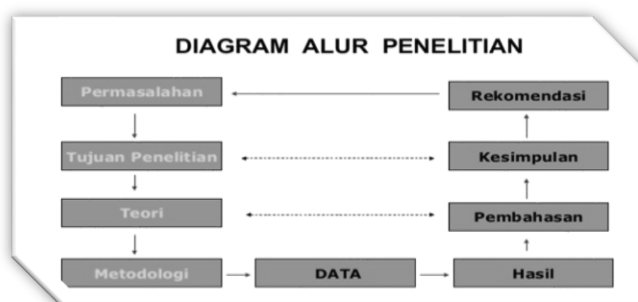 DIAGRAM ALUR PENELITIAN
Permasalahan
Rekomendasi
Tujuan Penelitian
Kesimpulan
Teori
Pembahasan
Metodologi
DATA
Hasil